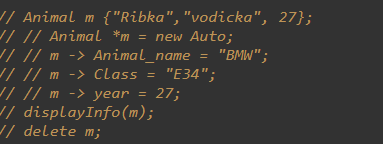 // Animal m {"Ribka","vodicka", 27};
// // Animal *m = new Auto;
// // m -> Animal_name = "BMW";
// // m -> Class = "E34";
// // m -> year = 27;
// displayInfo(m);
// delete m;